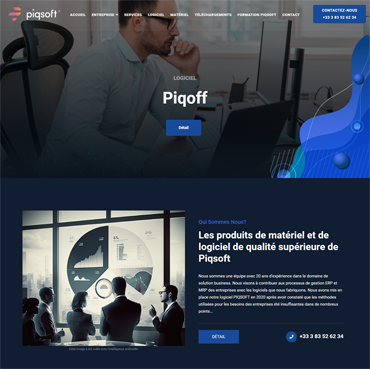 piqsoft
ACCUEIL ENTREPRISE SERVICES LOGICIEL MATÉRIEL TÉLÉCHARGEMENTS FORMATION PIQSOFT CONTACT
CONTACTEZ-NOUS
+33 3 83 52 62 34
LOGICIEL
Piqoff
Détail
Qui Sommes Nous?
Les produits de matériel et de
logiciel de qualité supérieure de
Piqsoft
Nous sommes une équipe avec 20 ans d'expérience dans le domaine de
solution business. Nous visons à contribuer aux processus de gestion ERP et
MRP des entreprises avec les logiciels que nous fabriquons. Nous avons mis en
place notre logiciel PIQSOFT en 2020 après avoir constaté que les méthodes
utilisées pour les besoins des entreprises été insuffisantes dans de nombreux
points...
DÉTAIL
+33 3 83 52 62 34